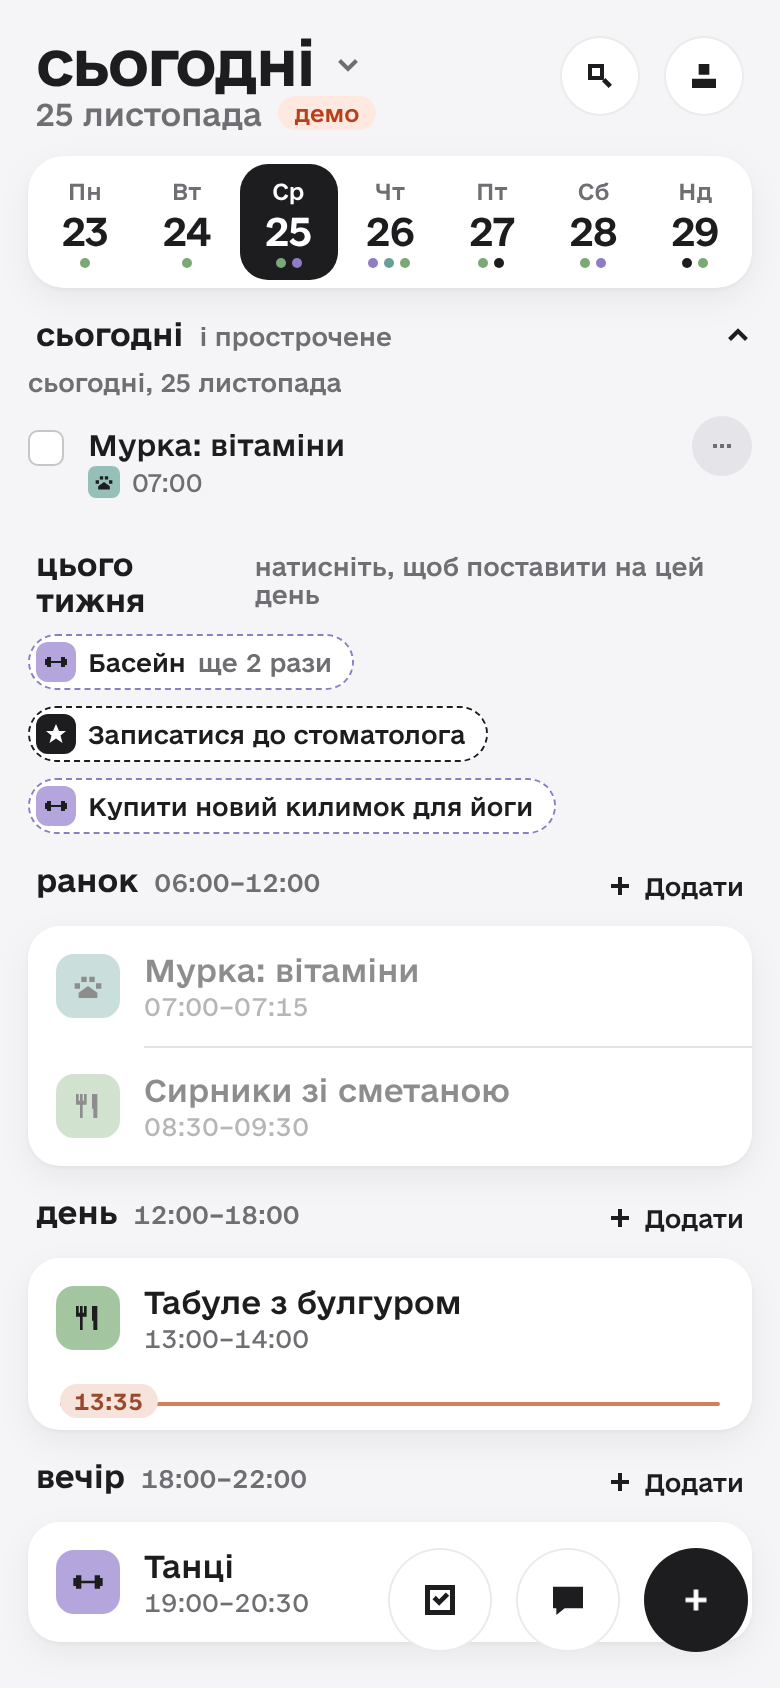 сьогодні
25 листопада демо
Пн Вт Ср Чт Пт Сб Нд
23 24 25 26 27 28 29
сьогодні і прострочене
сьогодні, 25 листопада
Мурка: вітаміни
07:00
цього тижня
натисніть, щоб поставити на цей день
Басейн ще 2 рази
Записатися до стоматолога
Купити новий килимок для йоги
ранок 06:00–12:00 + Додати
Мурка: вітаміни
07:00–07:15
Сирники зі сметаною
08:30–09:30
день 12:00–18:00 + Додати
Табуле з булгуром
13:00–14:00
13:35
вечір 18:00–22:00 + Додати
Танці
19:00–20:30